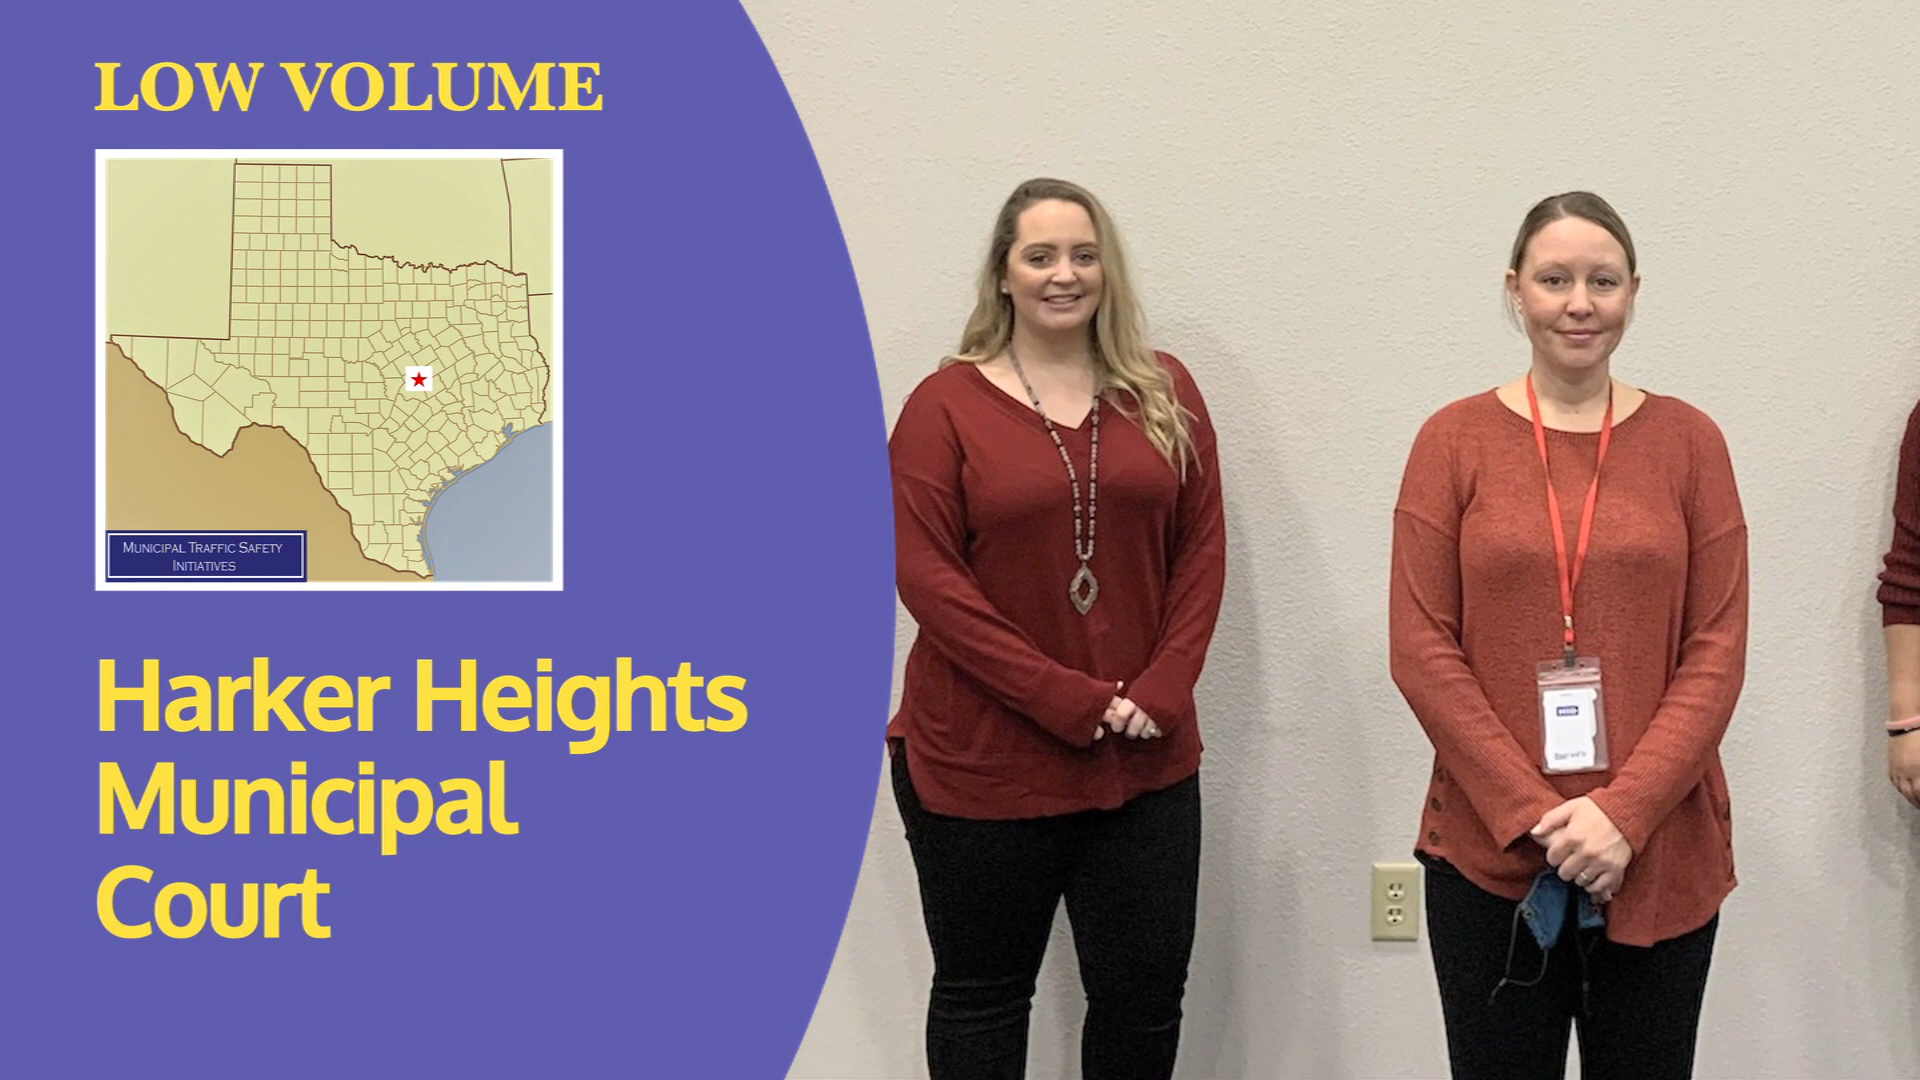 LOW VOLUME
MUNICIPAL TRAFFIC SAFETY
INITIATIVES
Harker Heights
Municipal
Court